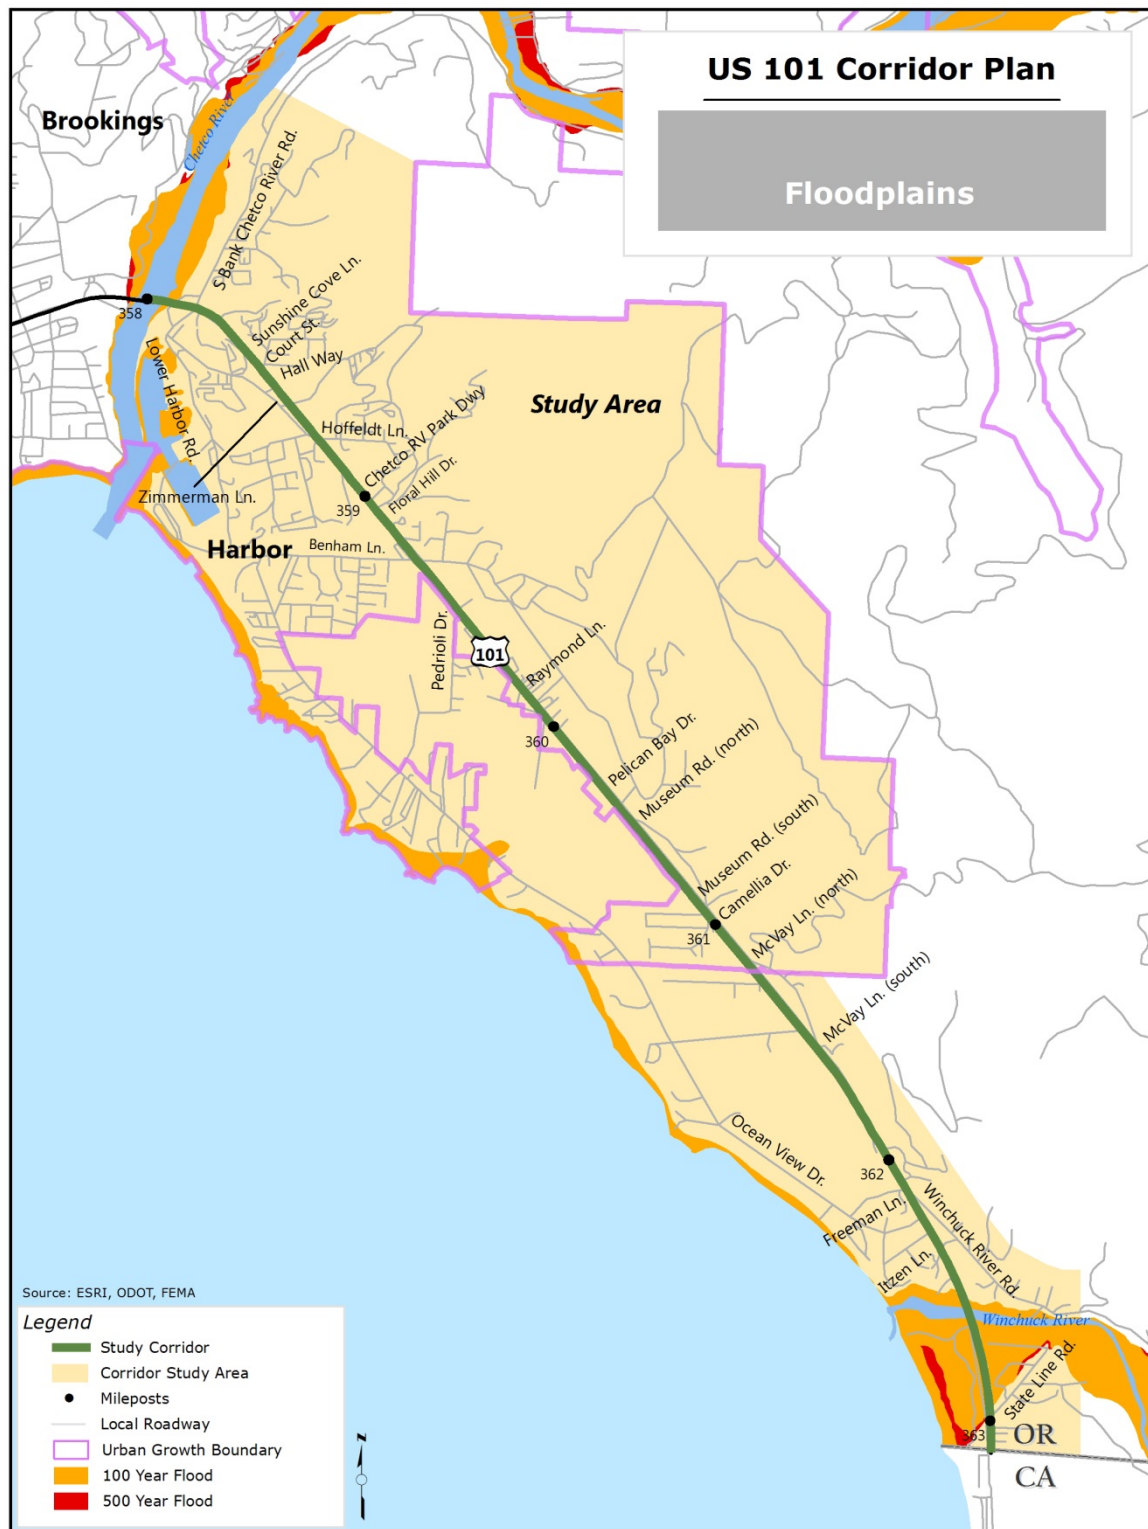 US 101 Corridor Plan
Floodplains
Brookings
Chetco River
S Bank Chetco River Rd.
358
Sunshine Cove Ln.
Court St.
Hall Way
Lower Harbor Rd.
Study Area
Hoffeldt Ln.
Chetco RV Park Dwy
Zimmerman Ln.
359
Floral Hill Dr.
Harbor
Benham Ln.
Pedrioli Dr.
101
Raymond Ln.
360
Pelican Bay Dr.
Museum Rd. (north)
Museum Rd. (south)
Camellia Dr.
361
McVay Ln. (north)
McVay Ln. (south)
Ocean View Dr.
362
Freeman Ln.
Winchuck River Rd.
Itzen Ln.
Winchuck River
State Line Rd.
363
OR
CA
Source: ESRI, ODOT, FEMA
Legend
Study Corridor
Corridor Study Area
Mileposts
Local Roadway
Urban Growth Boundary
100 Year Flood
500 Year Flood
z